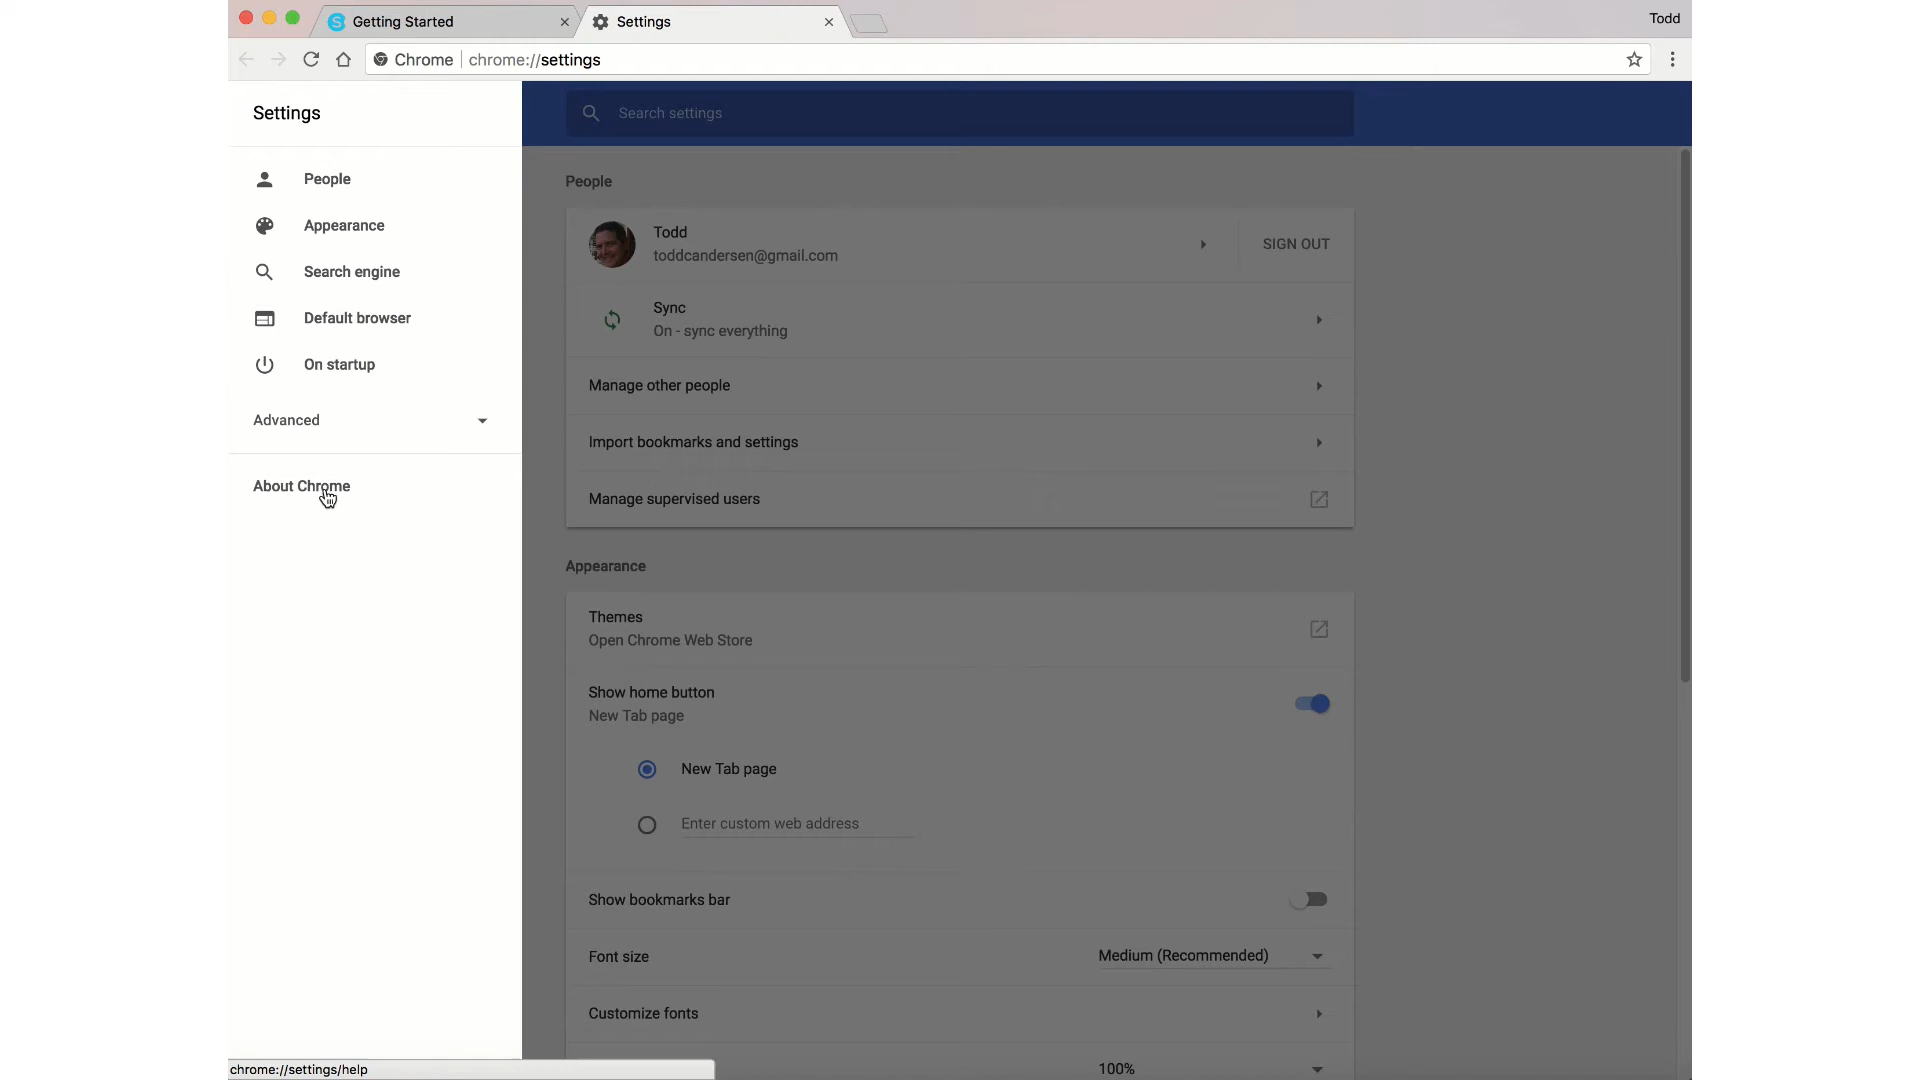 Getting Started
Settings
Todd
Chrome
chrome://settings
Settings
Search settings
People
Appearance
Search engine
Default browser
On startup
Advanced
About Chrome
People
Todd
toddcandersen@gmail.com
SIGN OUT
Sync
On - sync everything
Manage other people
Import bookmarks and settings
Manage supervised users
Appearance
Themes
Open Chrome Web Store
Show home button
New Tab page
New Tab page
Enter custom web address
Show bookmarks bar
Font size
Medium (Recommended)
Customize fonts
100%
chrome://settings/help